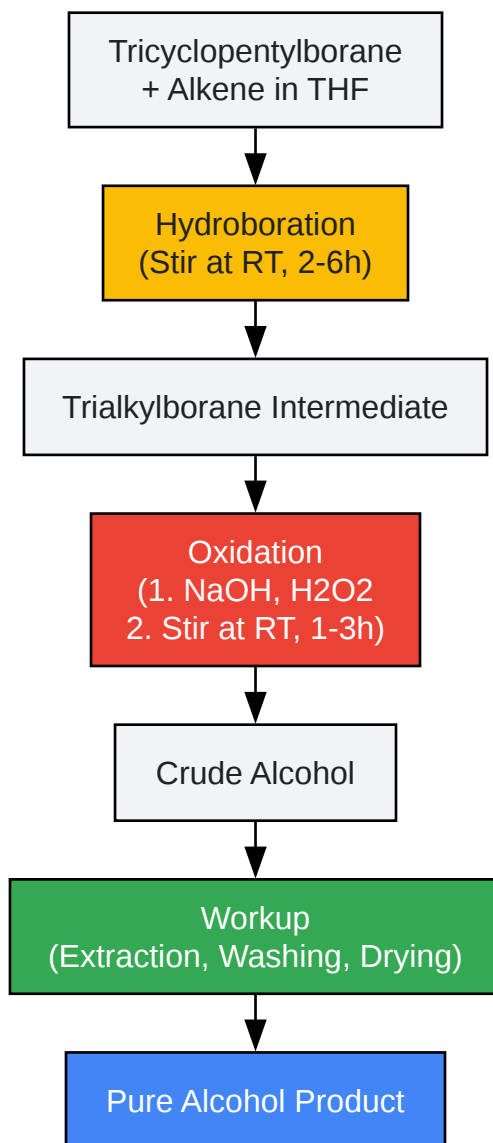 Tricyclopentylborane
+ Alkene in THF
Hydroboration
(Stir at RT, 2-6h)
Trialkylborane Intermediate
Oxidation
(1. NaOH, H2O2
2. Stir at RT, 1-3h)
Crude Alcohol
Workup
(Extraction, Washing, Drying)
Pure Alcohol Product